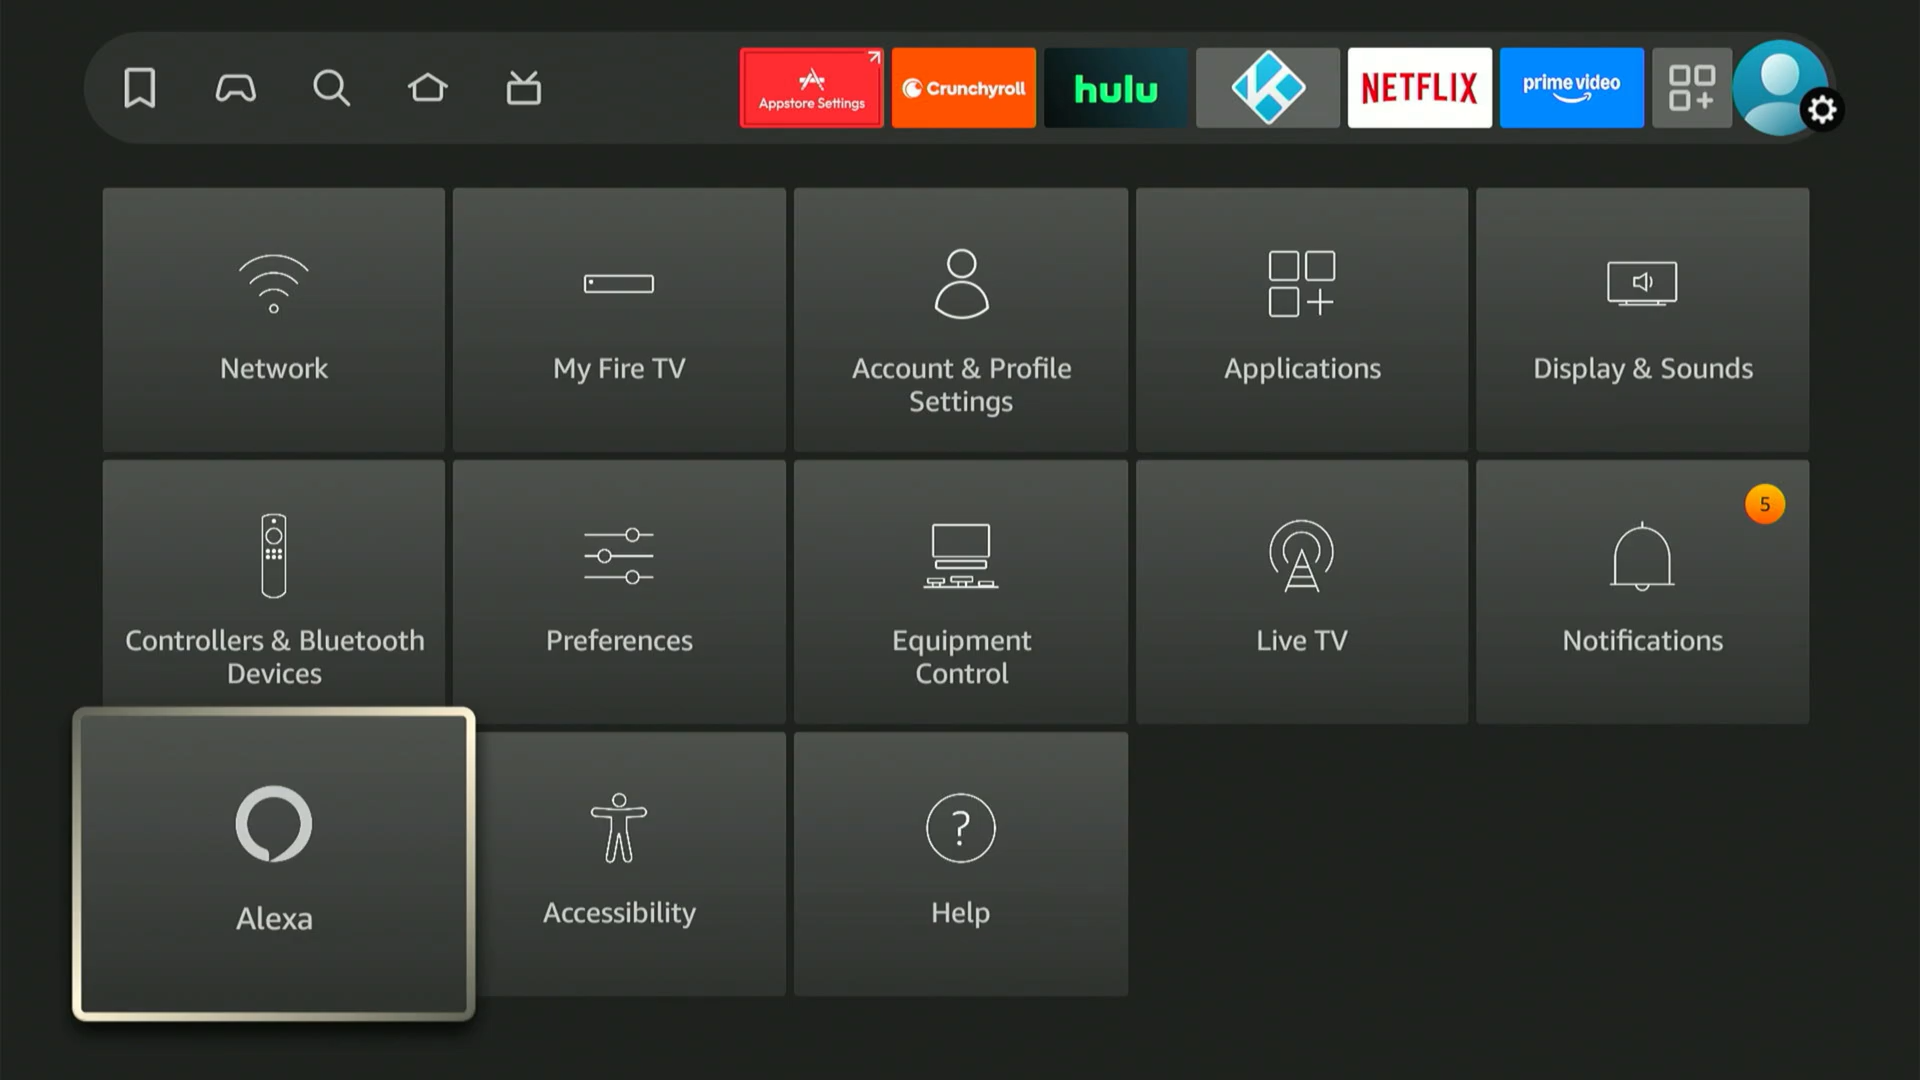 Appstore Settings
Crunchyroll
hulu
NETFLIX
prime video
Network
My Fire TV
Account & Profile
Settings
Applications
Display & Sounds
Controllers & Bluetooth
Devices
Preferences
Equipment
Control
Live TV
5
Notifications
Alexa
Accessibility
?
Help